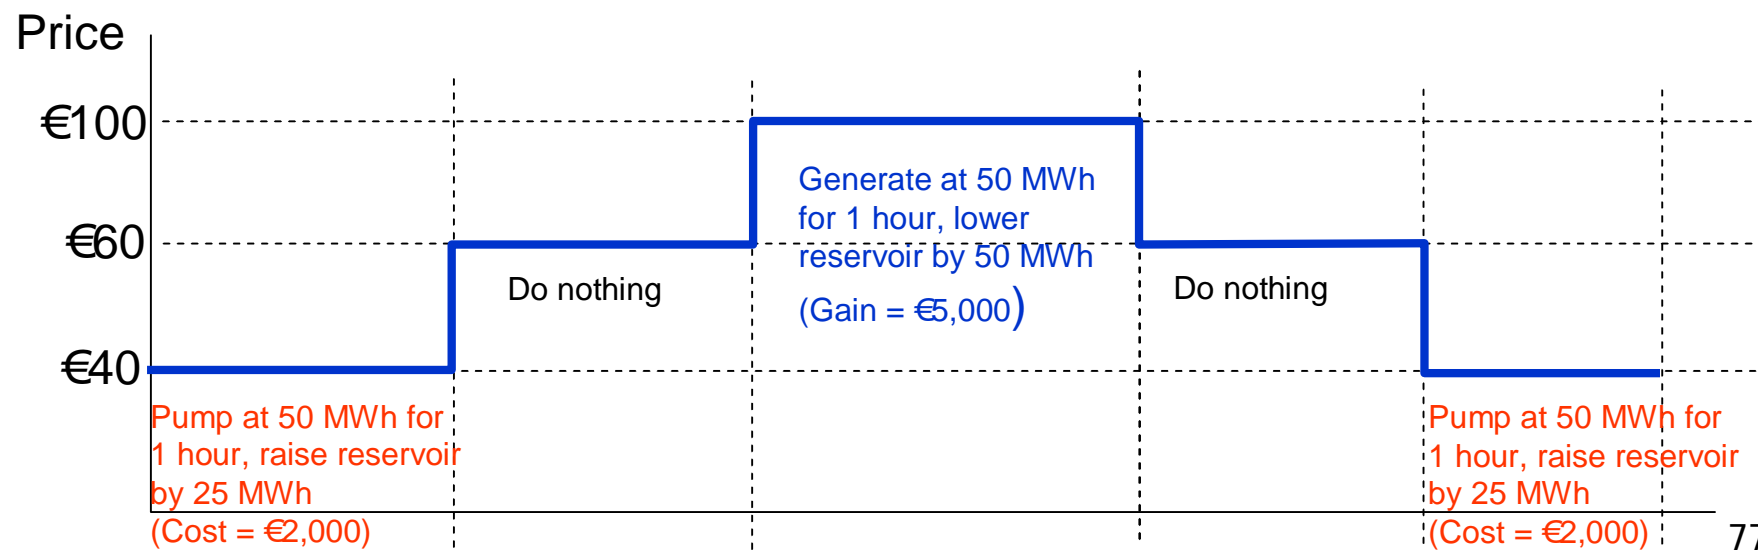 Price
€100
€60
€40
Generate at 50 MWh
for 1 hour, lower
reservoir by 50 MWh
(Gain = €5,000)
Do nothing
Do nothing
Pump at 50 MWh for
1 hour, raise reservoir
by 25 MWh
(Cost = €2,000)
Pump at 50 MWh for
1 hour, raise reservoir
by 25 MWh
(Cost = €2,000)
77